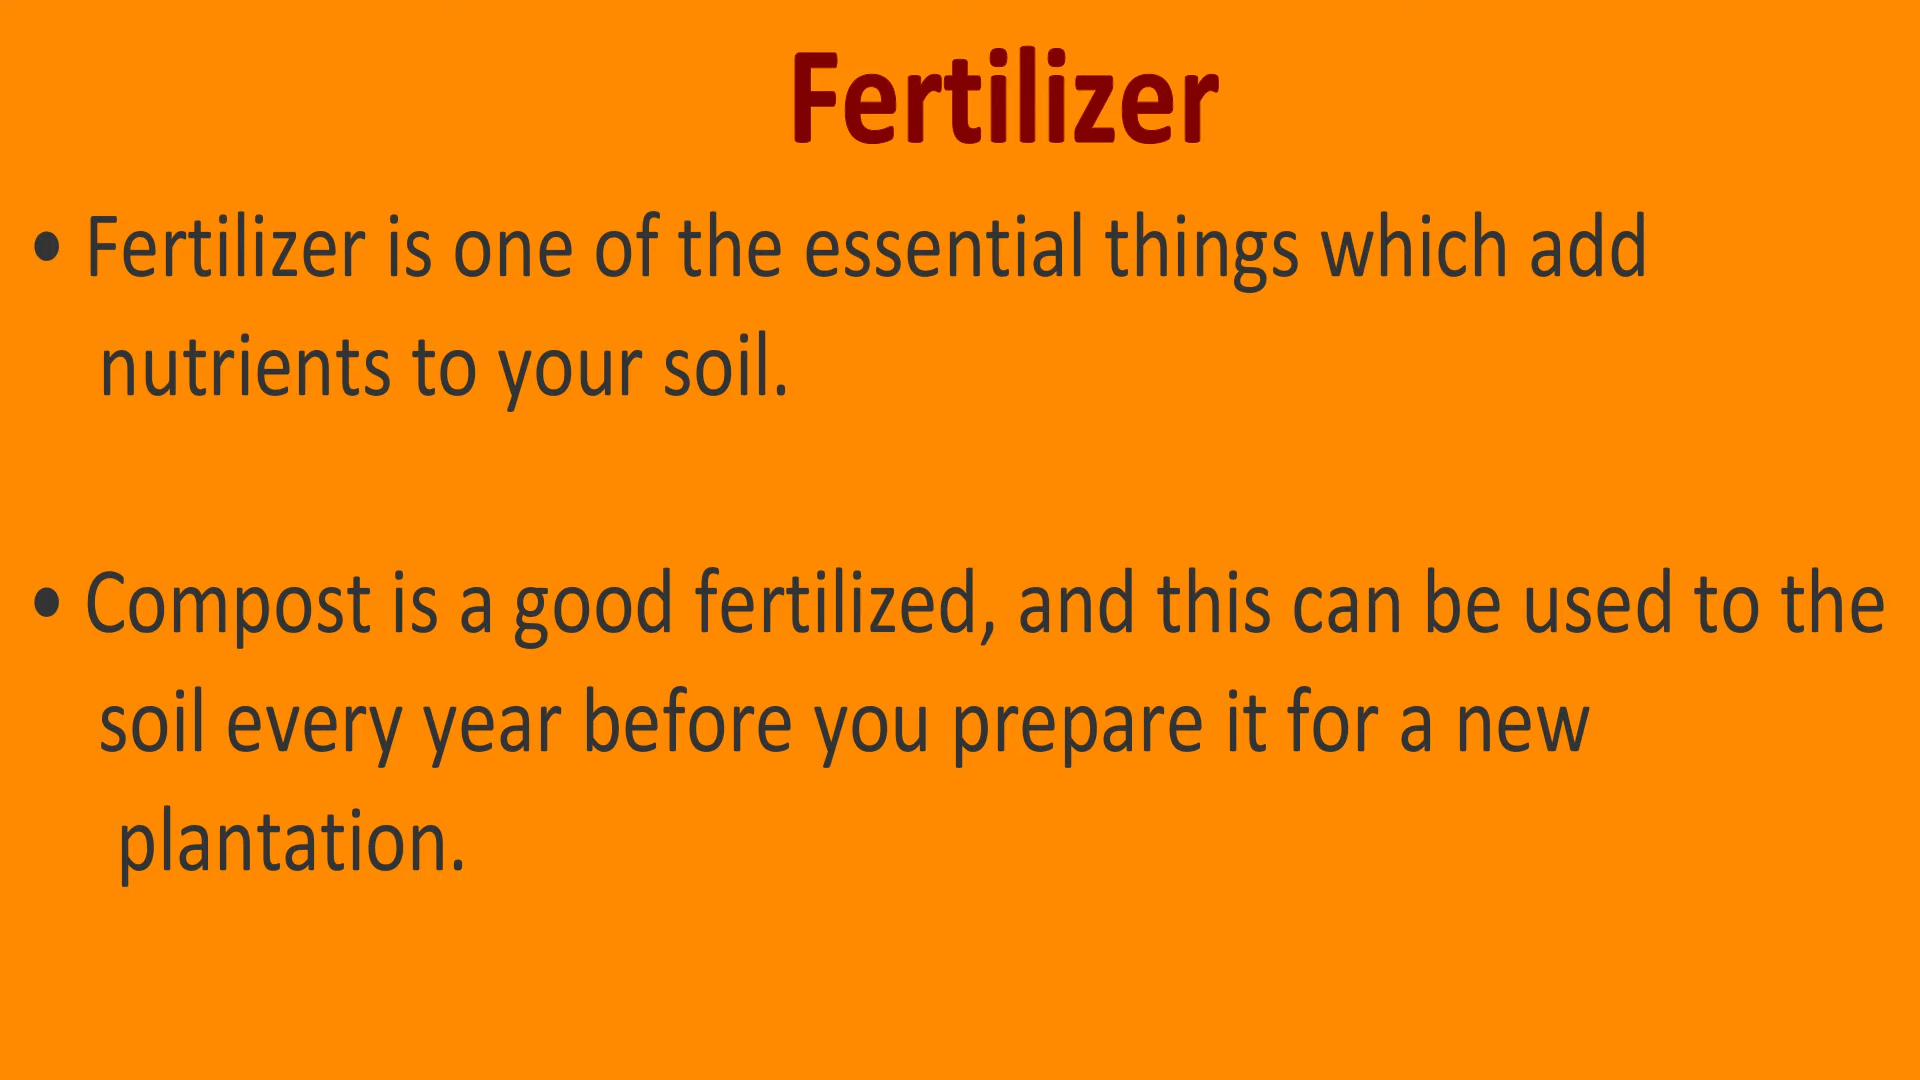 Fertilizer
• Fertilizer is one of the essential things which add
nutrients to your soil.
• Compost is a good fertilized, and this can be used to the
soil every year before you prepare it for a new
plantation.